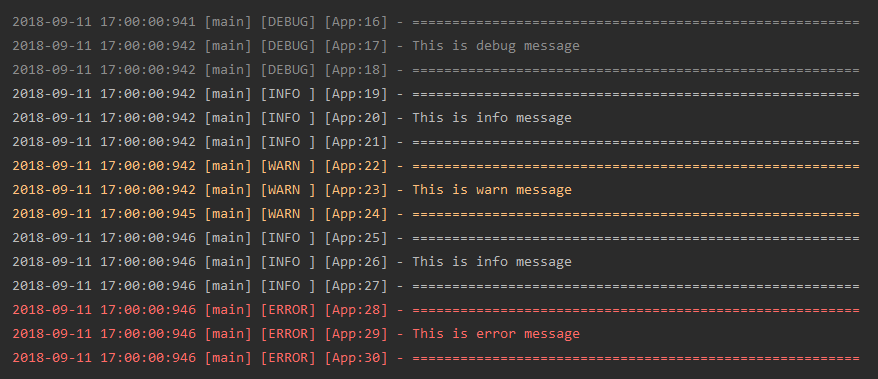 2018-09-11 17:00:00:941 [main] [DEBUG] [App:16] - ========================================================
2018-09-11 17:00:00:942 [main] [DEBUG] [App:17] - This is debug message
2018-09-11 17:00:00:942 [main] [DEBUG] [App:18] - ========================================================
2018-09-11 17:00:00:942 [main] [INFO ] [App:19] - ========================================================
2018-09-11 17:00:00:942 [main] [INFO ] [App:20] - This is info message
2018-09-11 17:00:00:942 [main] [INFO ] [App:21] - ========================================================
2018-09-11 17:00:00:942 [main] [WARN ] [App:22] - ========================================================
2018-09-11 17:00:00:942 [main] [WARN ] [App:23] - This is warn message
2018-09-11 17:00:00:945 [main] [WARN ] [App:24] - ========================================================
2018-09-11 17:00:00:946 [main] [INFO ] [App:25] - ========================================================
2018-09-11 17:00:00:946 [main] [INFO ] [App:26] - This is info message
2018-09-11 17:00:00:946 [main] [INFO ] [App:27] - ========================================================
2018-09-11 17:00:00:946 [main] [ERROR] [App:28] - ========================================================
2018-09-11 17:00:00:946 [main] [ERROR] [App:29] - This is error message
2018-09-11 17:00:00:946 [main] [ERROR] [App:30] - ========================================================